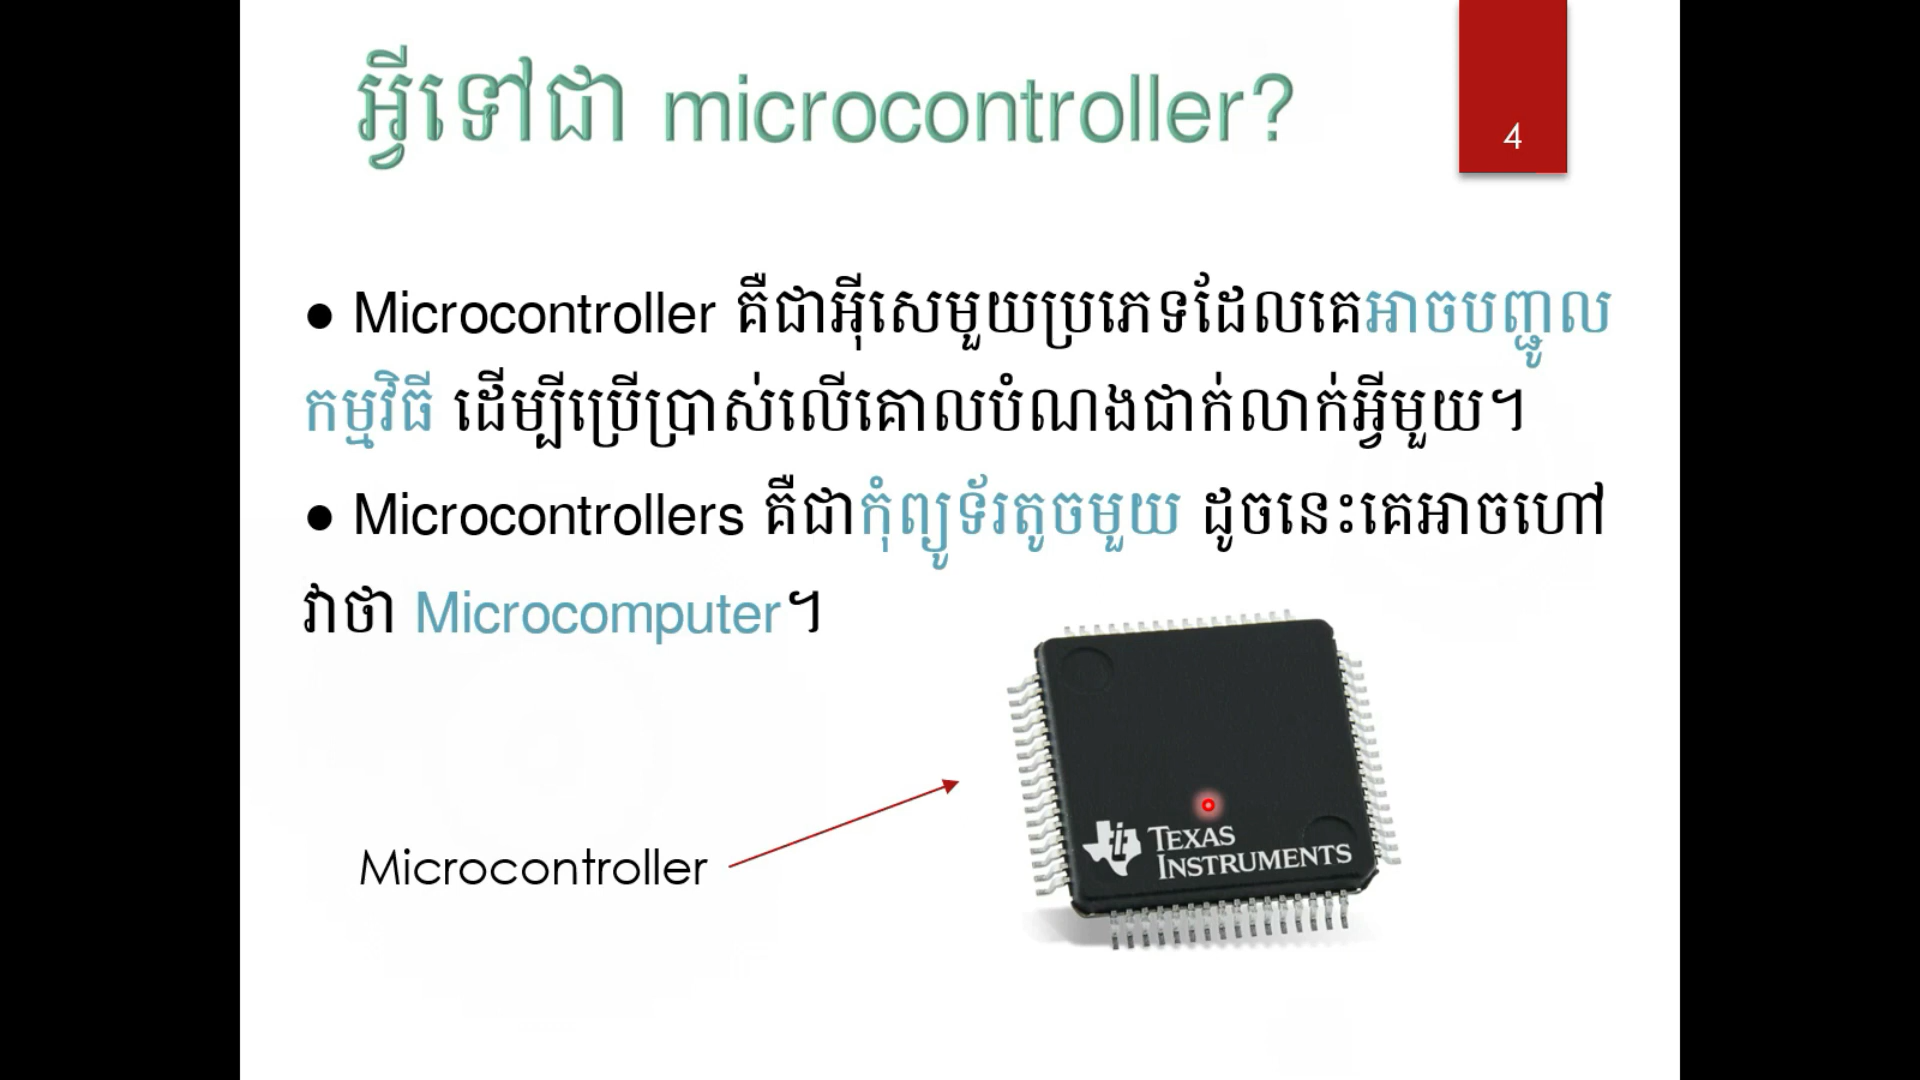 អ្វីទៅជា microcontroller?
4
● Microcontroller គឺជាអ៊ីសេមួយប្រភេទដែលគេអាចបញ្ជូល
កម្មវិធី ដើម្បីប្រើប្រាស់លើគោលបំណងជាក់លាក់អ្វីមួយ។
● Microcontrollers គឺជាកុំព្យូទ័រតូចមួយ ដូចនេះគេអាចហៅ
វាថា Microcomputer។
Microcontroller
TEXAS
INSTRUMENTS